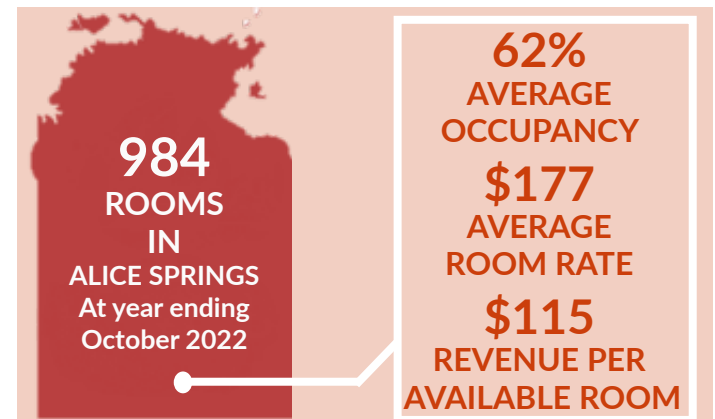 984
ROOMS
IN
ALICE SPRINGS
At year ending
October 2022
62%
AVERAGE
OCCUPANCY
$177
AVERAGE
ROOM RATE
$115
REVENUE PER
AVAILABLE ROOM